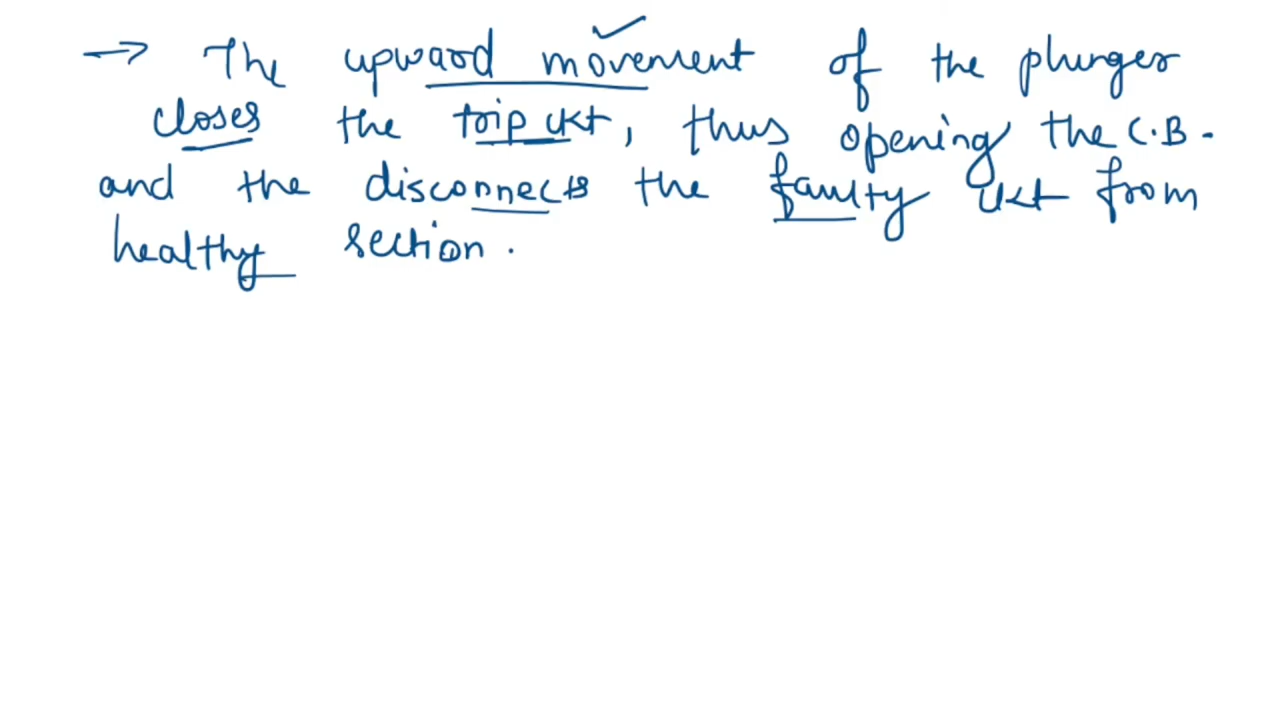 → The upward movement of the plunger
closes the trip ckt, thus opening the C.B.
and the disconnects the faulty ckt from
healthy section.